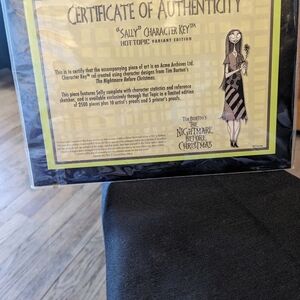 CERTIFICATE OF AUTHENTICITY
"SALLY" CHARACTER KEY™
HOT TOPIC VARIANT EDITION
This is to certify that the accompanying piece of art is an Acme Archives Ltd.
Character Key™ cel created using character designs from Tim Burton's
The Nightmare Before Christmas.
This piece features Sally complete with character statistics and reference
sketches, and is available exclusively through Hot Topic in a limited edition
of 2500 pieces plus 10 artist's proofs and 5 printer's proofs.
TIM BURTON'S
THE
NIGHTMARE
BEFORE
CHRISTMAS